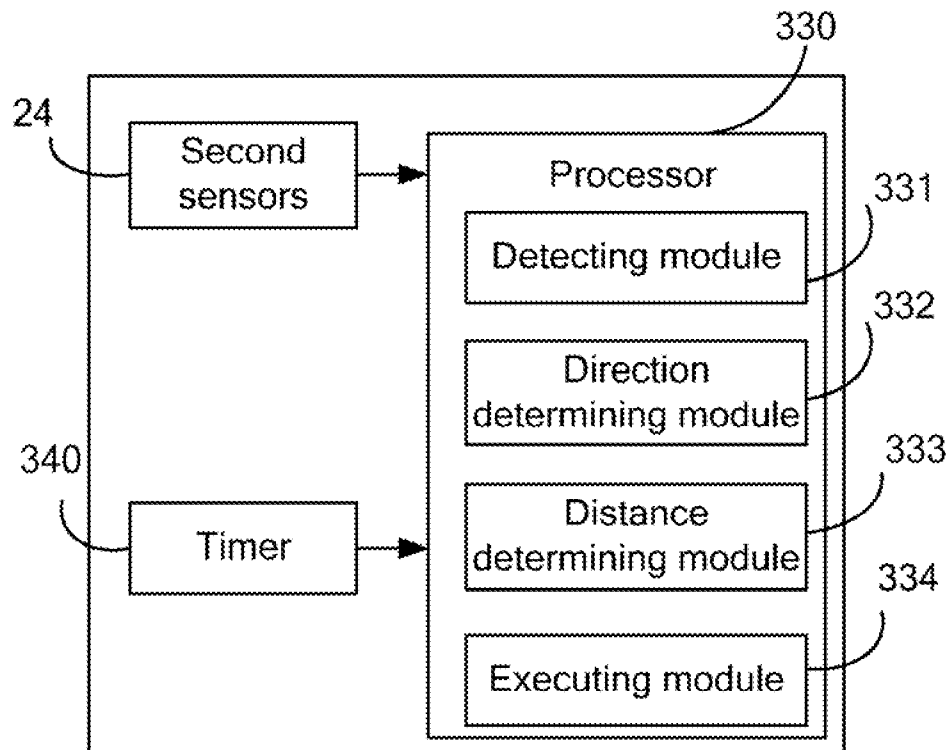 330
24
Second
sensors
Processor
331
Detecting module
332
Direction
determining module
340
333
Timer
Distance
determining module
334
Executing module